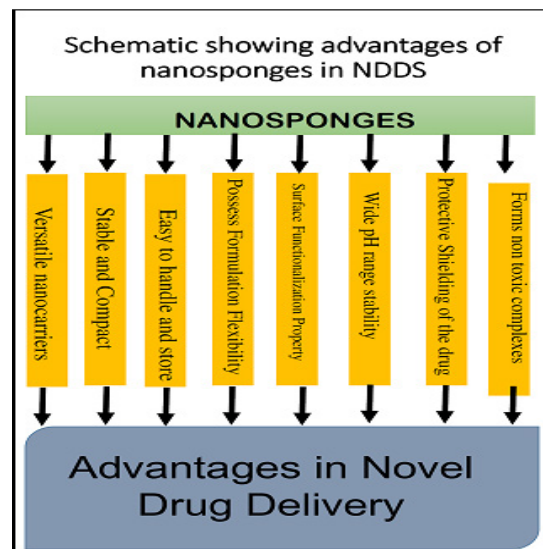 Schematic showing advantages of
nanosponges in NDDS
NANOSPONGES
Versatile nanocarriers
Stable and Compact
Easy to handle and store
Possess Formulation Flexibility
Surface Functionalization Property
Wide pH range stability
Protective Shielding of the drug
Forms non toxic complexes
Advantages in Novel
Drug Delivery